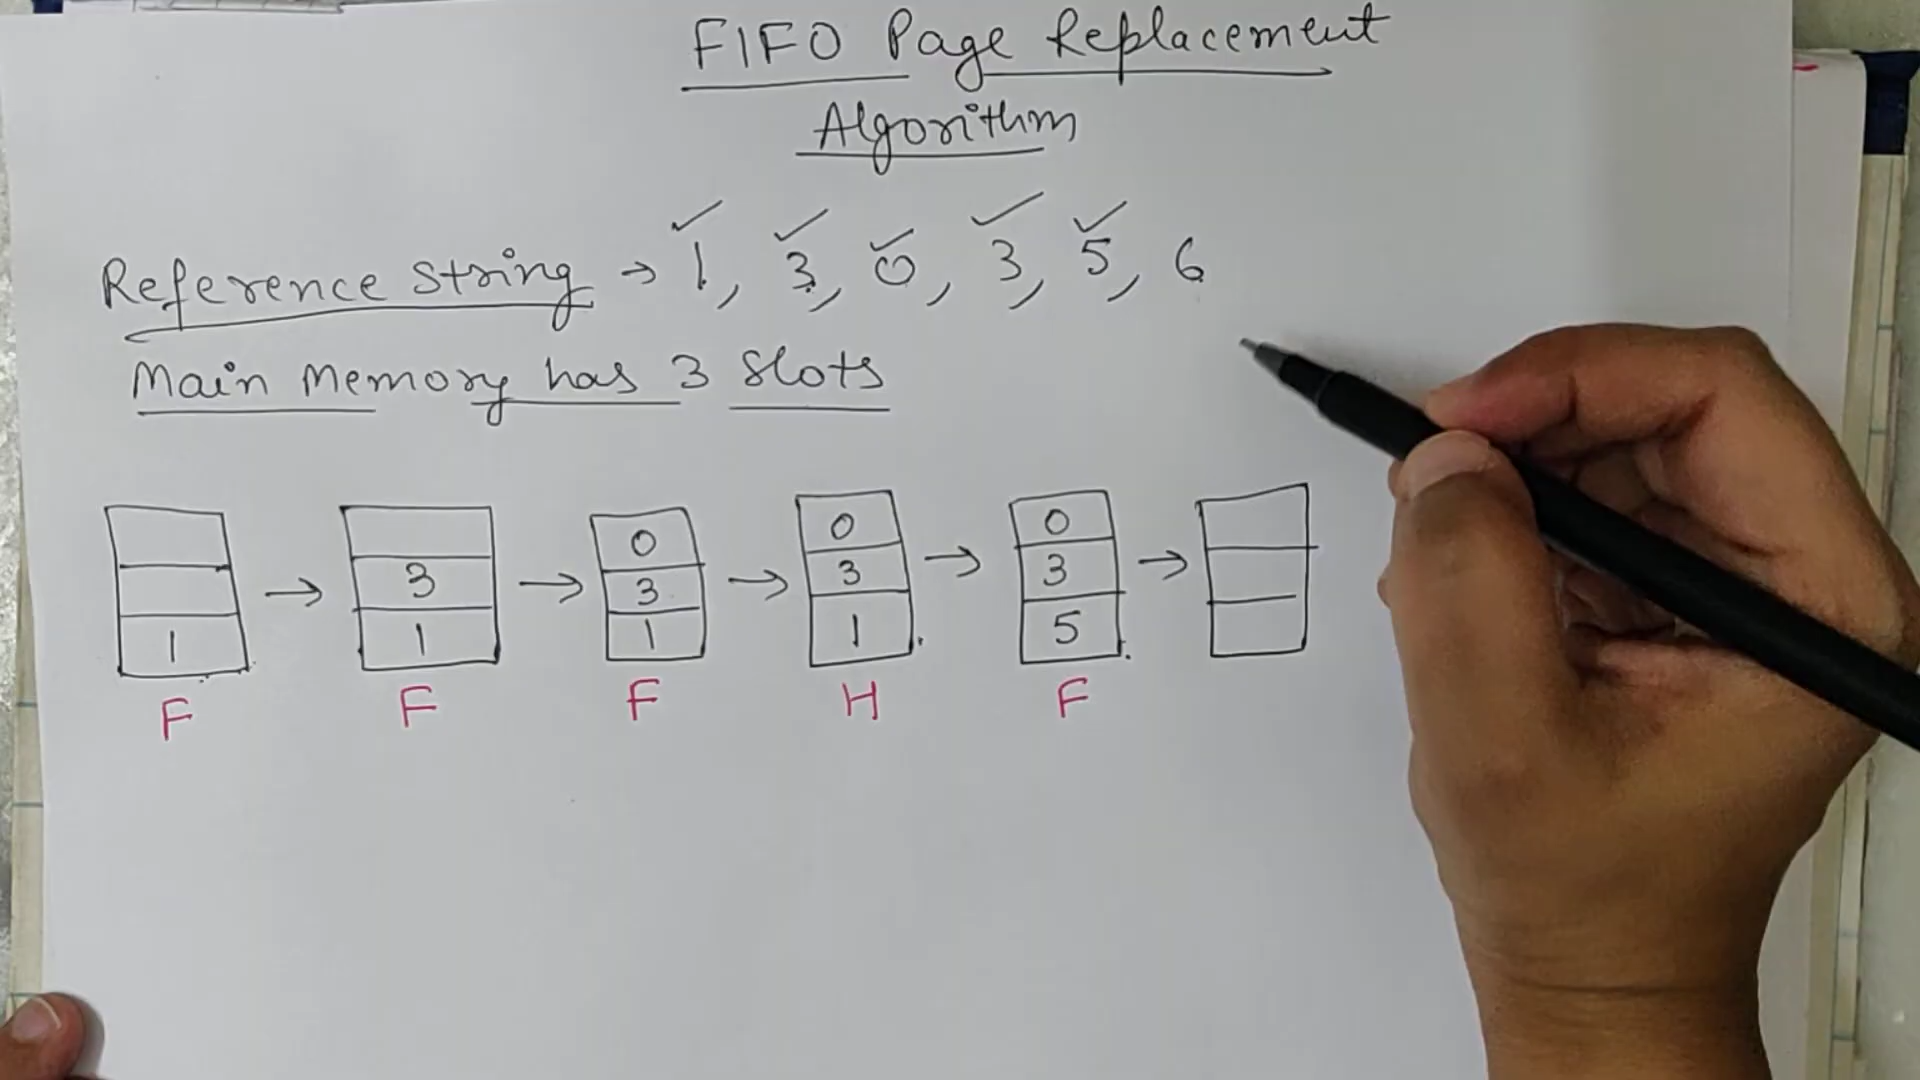 FIFO Page Replacement
Algorithm
Reference String → 1, 3, 0, 3, 5, 6
Main Memory has 3 Slots
1
3
1
0
3
1
0
3
1
0
3
5
F F F H F